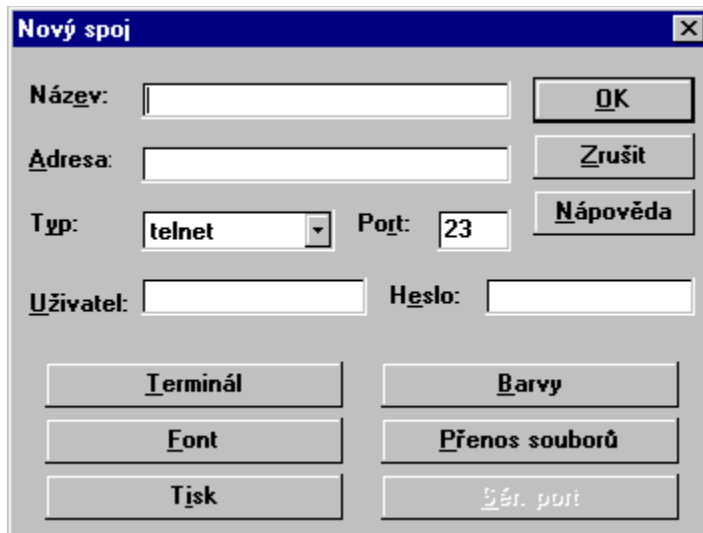 Nový spoj
Název:
OK
Adresa:
Zrušit
Typ: telnet Port: 23
Nápověda
Uživatel: Heslo:
Terminál Barvy
Font Přenos souborů
Tisk Sér. port